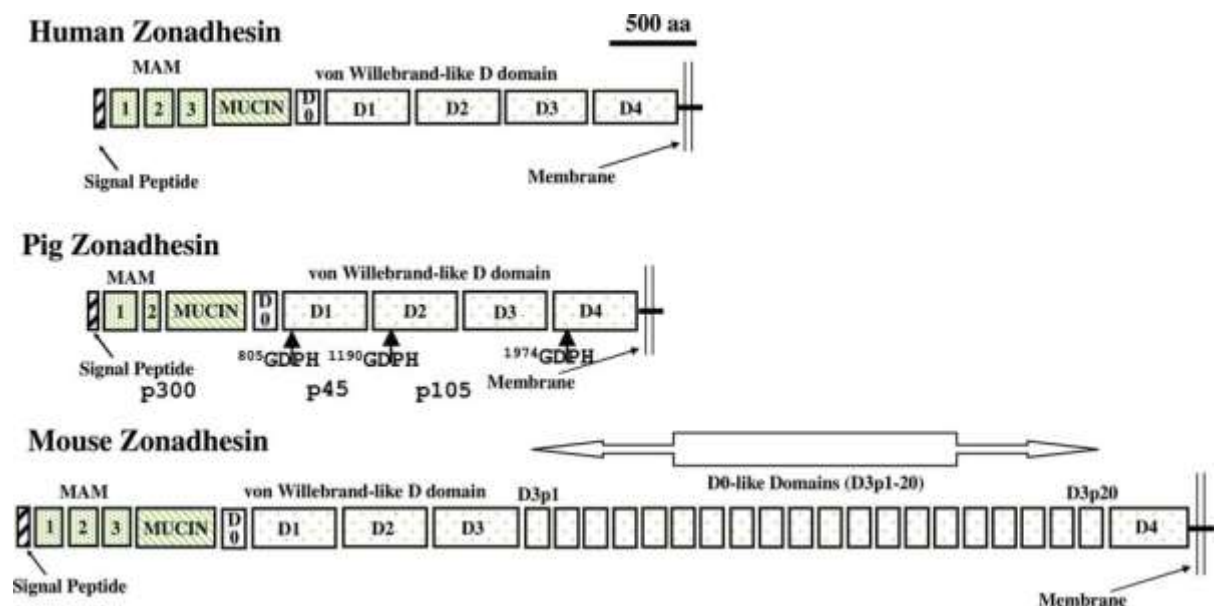 Human Zonadhesin
500 aa
MAM
von Willebrand-like D domain
1 2 3 MUCIN D0 D1 D2 D3 D4
Signal Peptide
Membrane
Pig Zonadhesin
MAM
von Willebrand-like D domain
1 2 MUCIN D0 D1 D2 D3 D4
805GDPH 1190GDPH 1974GDPH
Signal Peptide
Membrane
p300 p45 p105
Mouse Zonadhesin
D0-like Domains (D3p1-20)
MAM
von Willebrand-like D domain
D3p1
D3p20
1 2 3 MUCIN D0 D1 D2 D3 D4
Signal Peptide
Membrane